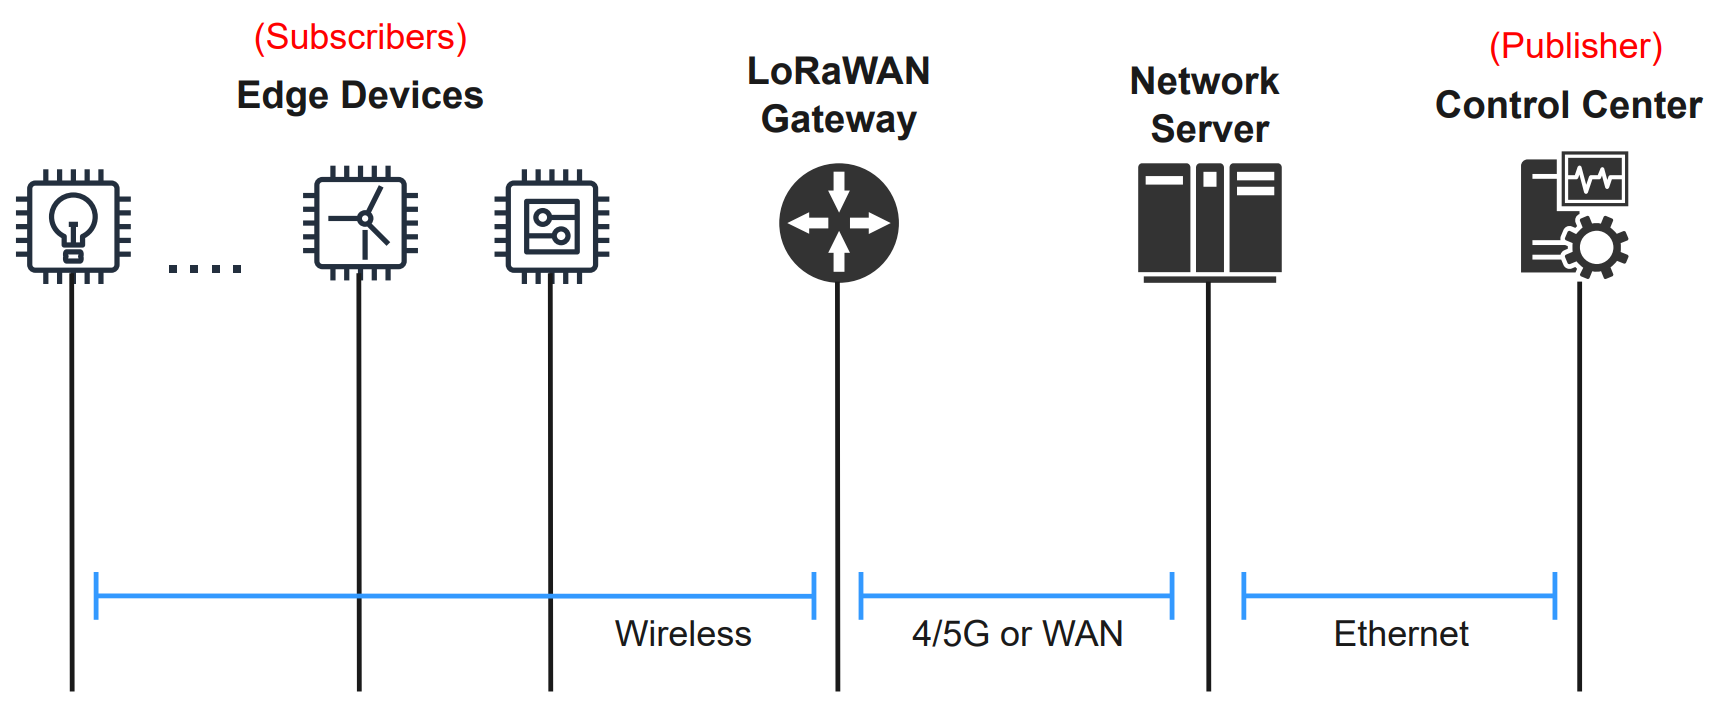 (Subscribers)
Edge Devices
LoRaWAN
Gateway
Network
Server
(Publisher)
Control Center
Wireless
4/5G or WAN
Ethernet